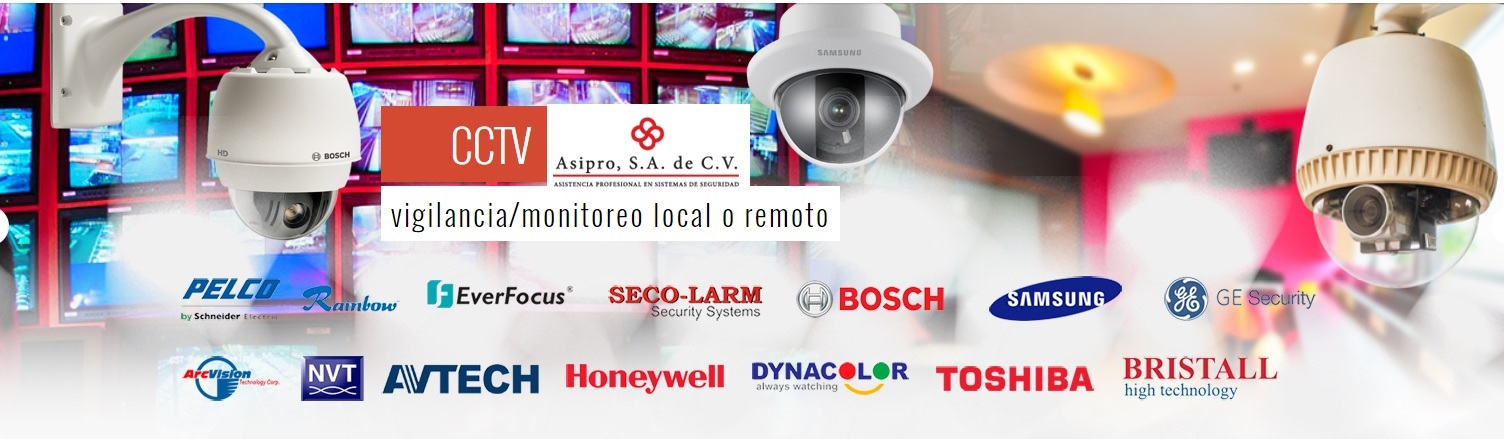 SAMSUNG
HD BOSCH
CCTV
Asipro, S.A. de C.V.
ASISTENCIA PROFESIONAL EN SISTEMAS DE SEGURIDAD
vigilancia/monitoreo local o remoto
PELCO
by Schneider Electric
Rainbow
EverFocus®
SECO-LARM
Security Systems
BOSCH
SAMSUNG
GE Security
ArcVision
Technology Corp.
NVT
AVTECH
Honeywell
DYNACOLOR
always watching
TOSHIBA
BRISTALL
high technology